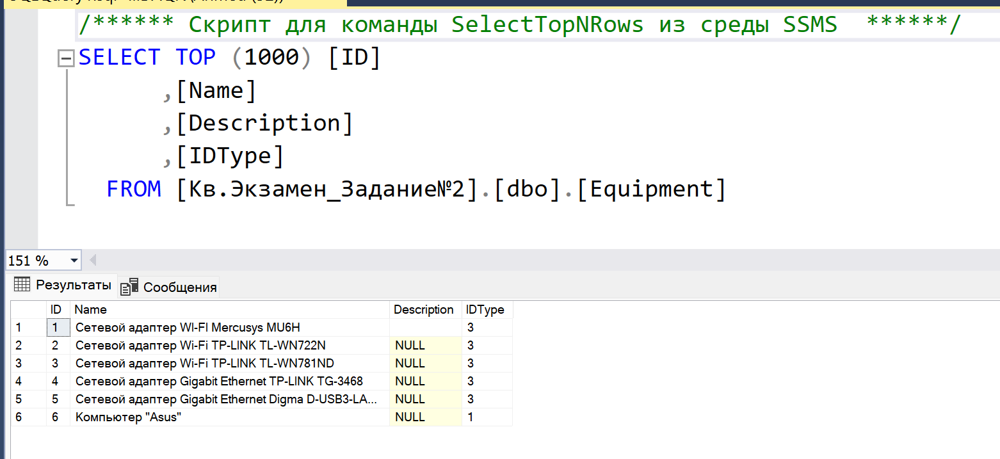 /****** Скрипт для команды SelectTopNRows из среды SSMS  ******/
SELECT TOP (1000) [ID]
,[Name]
,[Description]
,[IDType]
FROM [Кв.Экзамен_Задание№2].[dbo].[Equipment]
151 %
Результаты Сообщения
ID Name Description IDType
1 1 Сетевой адаптер WI-FI Mercusys MU6H 3
2 2 Сетевой адаптер Wi-Fi TP-LINK TL-WN722N NULL 3
3 3 Сетевой адаптер Wi-Fi TP-LINK TL-WN781ND NULL 3
4 4 Сетевой адаптер Gigabit Ethernet TP-LINK TG-3468 NULL 3
5 5 Сетевой адаптер Gigabit Ethernet Digma D-USB3-LA... NULL 3
6 6 Компьютер "Asus" NULL 1